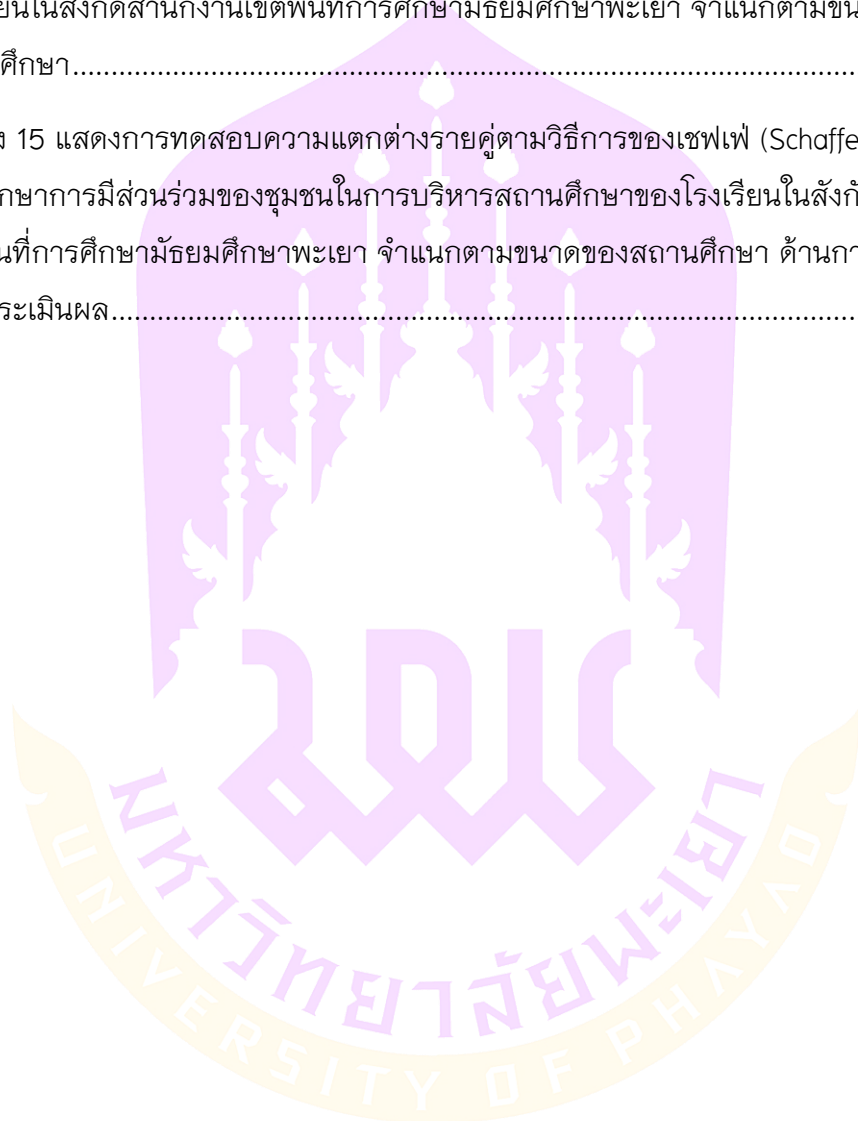 ยนในสังกัดสำนักงานเขตพื้นที่การศึกษามัธยมศึกษาพะเยา จำแนกตามขน
ศึกษา
ง 15 แสดงการทดสอบความแตกต่างรายคู่ตามวิธีการของเชฟเฟ่ (Schaffe
กษาการมีส่วนร่วมของชุมชนในการบริหารสถานศึกษาของโรงเรียนในสังกั
นที่การศึกษามัธยมศึกษาพะเยา จำแนกตามขนาดของสถานศึกษา ด้านกา
ระเมินผล
มหาวิทยาลัยพะเยา
UNIVERSITY OF PHAYAO